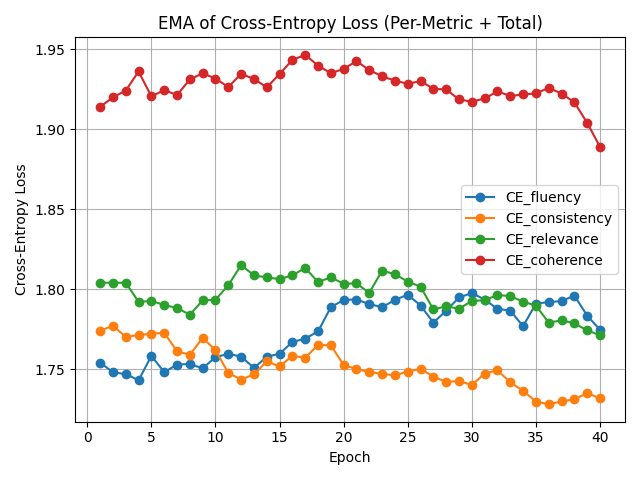 EMA of Cross-Entropy Loss (Per-Metric + Total)
Cross-Entropy Loss
1.95
1.90
1.85
1.80
1.75
CE_fluency
CE_consistency
CE_relevance
CE_coherence
0 5 10 15 20 25 30 35 40
Epoch